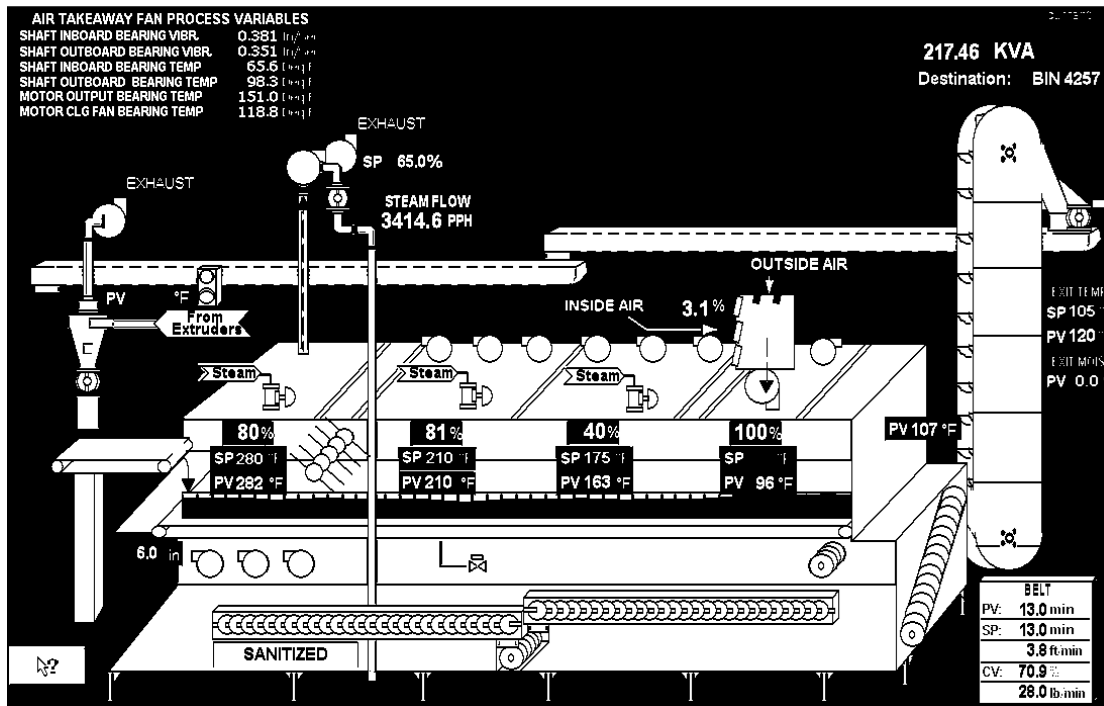 AIR TAKEAWAY FAN PROCESS VARIABLES
SHAFT INBOARD BEARING VIBR. 0.381
SHAFT OUTBOARD BEARING VIBR. 0.351
SHAFT INBOARD BEARING TEMP 65.6 Deg F
SHAFT OUTBOARD BEARING TEMP 98.3 Deg F
MOTOR OUTPUT BEARING TEMP 151.0 Deg F
MOTOR CLG FAN BEARING TEMP 118.8 Deg F
217.46 KVA
Destination: BIN 4257
EXHAUST
SP 65.0%
EXHAUST
STEAM FLOW
3414.6 PPH
OUTSIDE AIR
INSIDE AIR 3.1%
PV °F
From
Extruders
EXIT TEMP
SP 105
PV 120
EXIT MOIS
PV 0.0
Steam
Steam
Steam
80% 81% 40% 100%
SP 280 °F SP 210 °F SP 175 °F SP °F
PV 282 °F PV 210 °F PV 163 °F PV 96 °F
PV 107 °F
6.0 in
SANITIZED
BELT
PV: 13.0 min
SP: 13.0 min
3.8 ft/min
CV: 70.9 %
28.0 lb/min
?